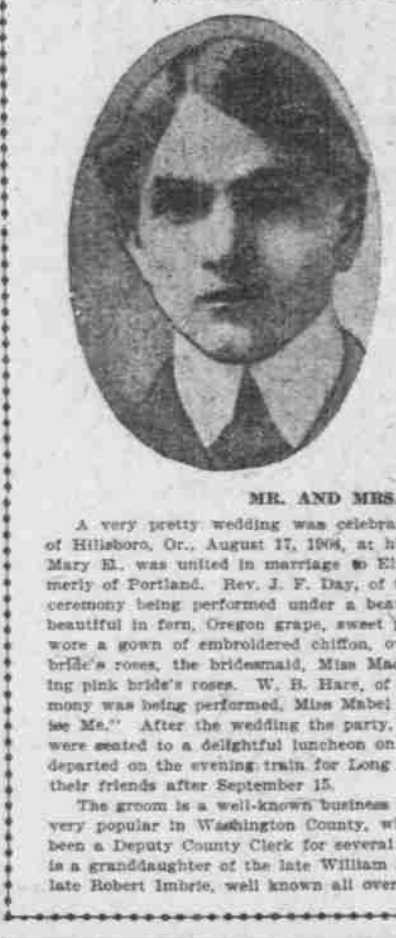 MR. AND MRS.
A very pretty wedding was celebra
of Hillsboro, Or., August 17, 1904, at h
Mary E., was united in marriage to El
merly of Portland. Rev. J. F. Day, of
ceremony being performed under a bea
beautiful in fern, Oregon grape, sweet p
wore a gown of embroidered chiffon, o
bride's roses, the bridesmaid, Miss Mac
ing pink bride's roses. W. B. Hare, of
mony was being performed, Miss Mabel
Me." After the wedding the party,
were seated to a delightful luncheon on
departed on the evening train for Long
their friends after September 15.
The groom is a well-known business
very popular in Washington County, wh
been a Deputy County Clerk for several
is a granddaughter of the late William
late Robert Imbrie, well known all over